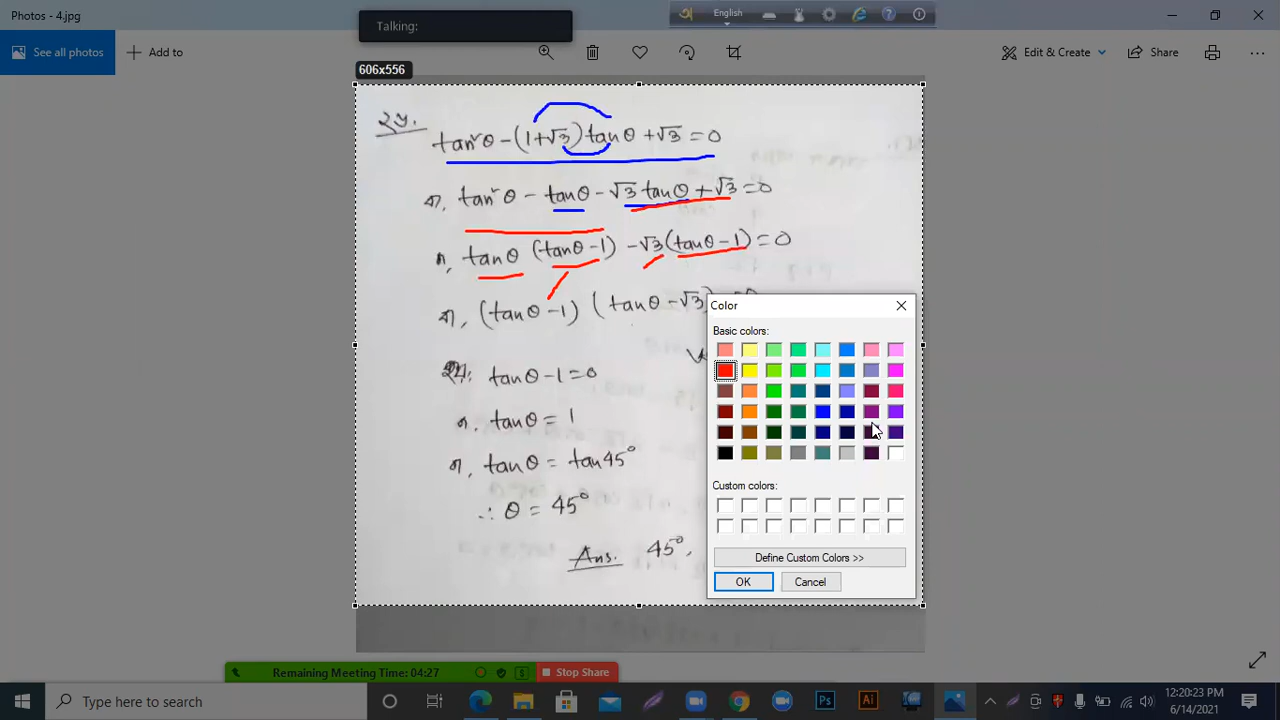 Photos - 4.jpg
Talking:
English
See all photos
Add to
Edit & Create
Share
606x556
২৮.
tan²θ - (1+√3) tanθ + √3 = 0
বা, tan²θ - tanθ - √3 tanθ + √3 = 0
বা, tanθ (tanθ - 1) - √3 (tanθ - 1) = 0
বা, (tanθ - 1) (tanθ - √3)
tanθ - 1 = 0
বা, tanθ = 1
বা, tanθ = tan45°
∴ θ = 45°
Ans. 45°,
Color
Basic colors:
Custom colors:
Define Custom Colors >>
OK
Cancel
Remaining Meeting Time: 04:27
Stop Share
Type here to search
12:20:23 PM
6/14/2021